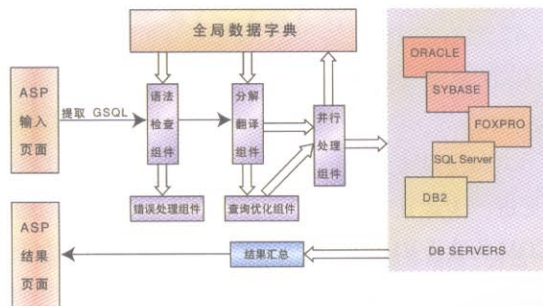 全局数据字典
ASP
输入
页面
提取 GSQL
语法
检查
组件
分解
翻译
组件
并行
处理
组件
错误处理组件
查询优化组件
ORACLE
SYBASE
FOXPRO
SQL Server
DB2
DB SERVERS
ASP
结果
页面
结果汇总